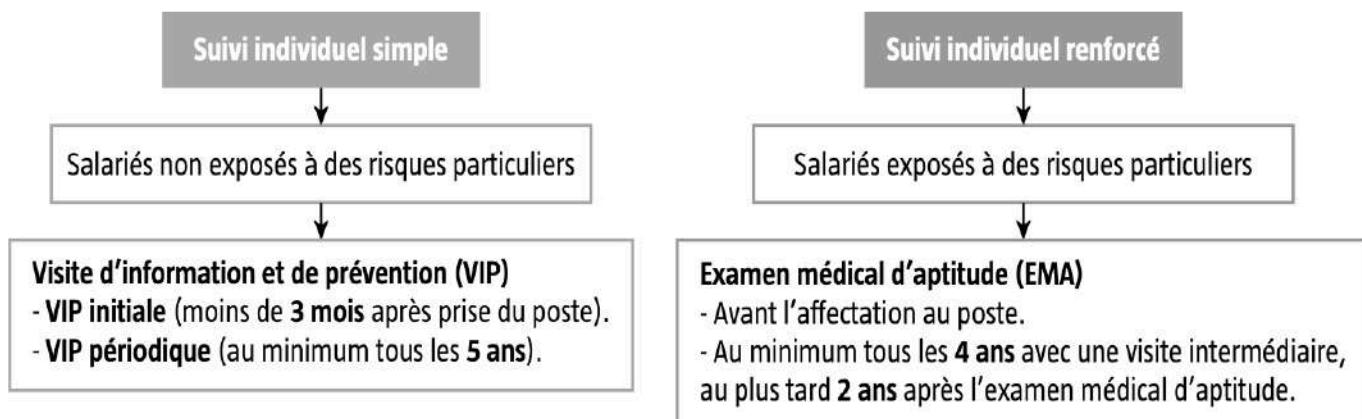 Suivi individuel simple
Salariés non exposés à des risques particuliers
Visite d'information et de prévention (VIP)
- VIP initiale (moins de 3 mois après prise du poste).
- VIP périodique (au minimum tous les 5 ans).
Suivi individuel renforcé
Salariés exposés à des risques particuliers
Examen médical d'aptitude (EMA)
- Avant l'affectation au poste.
- Au minimum tous les 4 ans avec une visite intermédiaire,
au plus tard 2 ans après l'examen médical d'aptitude.